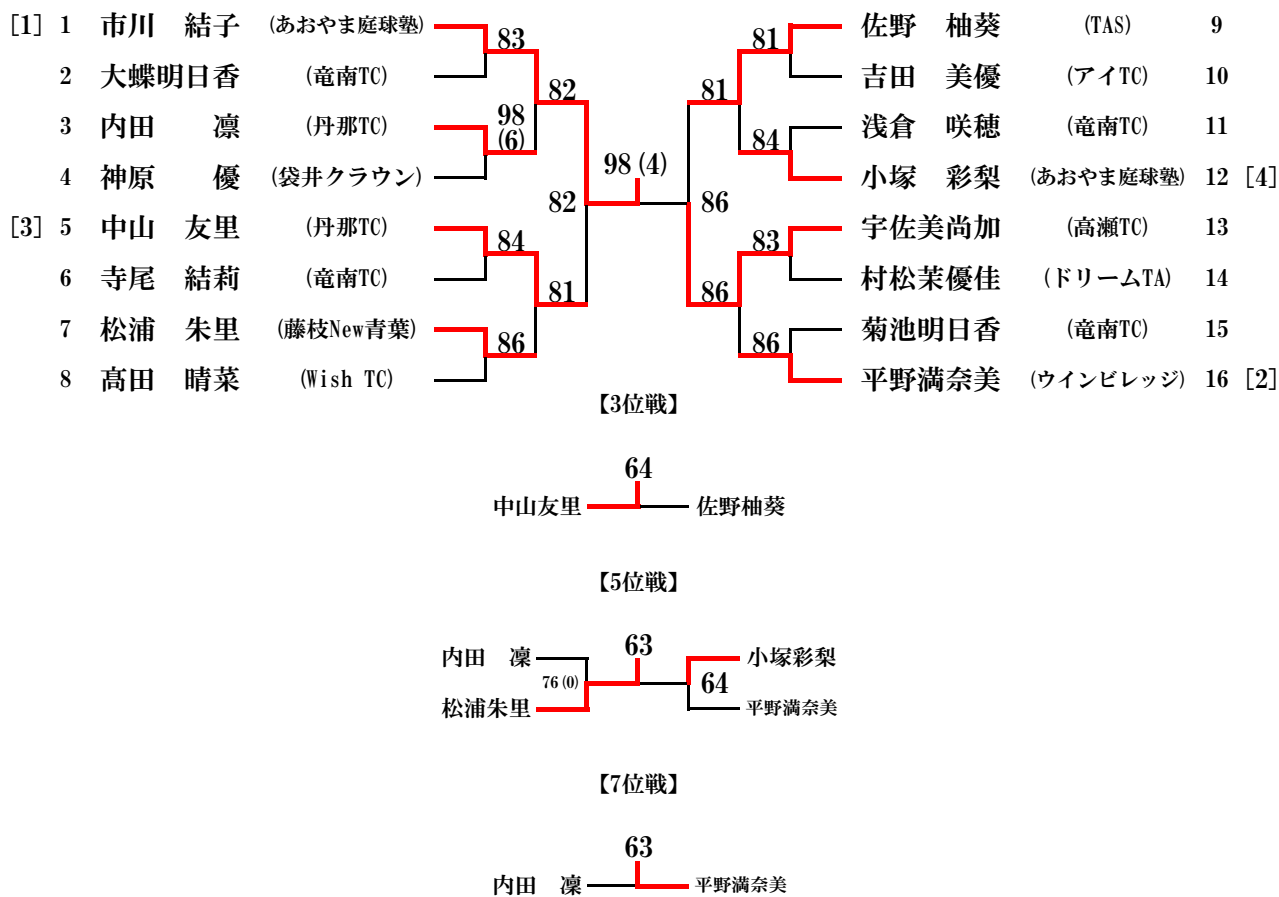 [1] 1 市川 結子 (あおやま庭球塾) 83 81 佐野 柚葵 (TAS) 9
2 大蝶明日香 (竜南TC) 82 81 吉田 美優 (アイTC) 10
3 内田 凛 (丹那TC) 98 (6) 84 浅倉 咲穂 (竜南TC) 11
4 神原 優 (袋井クラウン) 98 (4) 小塚 彩梨 (あおやま庭球塾) 12 [4]
[3] 5 中山 友里 (丹那TC) 84 82 86 83 宇佐美尚加 (高瀬TC) 13
6 寺尾 結莉 (竜南TC) 81 86 村松茉優佳 (ドリームTA) 14
7 松浦 朱里 (藤枝New青葉) 86 86 菊池明日香 (竜南TC) 15
8 髙田 晴菜 (Wish TC) 平野満奈美 (ウインビレッジ) 16 [2]
【3位戦】
64
中山友里 佐野柚葵
【5位戦】
63
内田 凜 小塚彩梨
76(0) 64
松浦朱里 平野満奈美
【7位戦】
63
内田 凜 平野満奈美